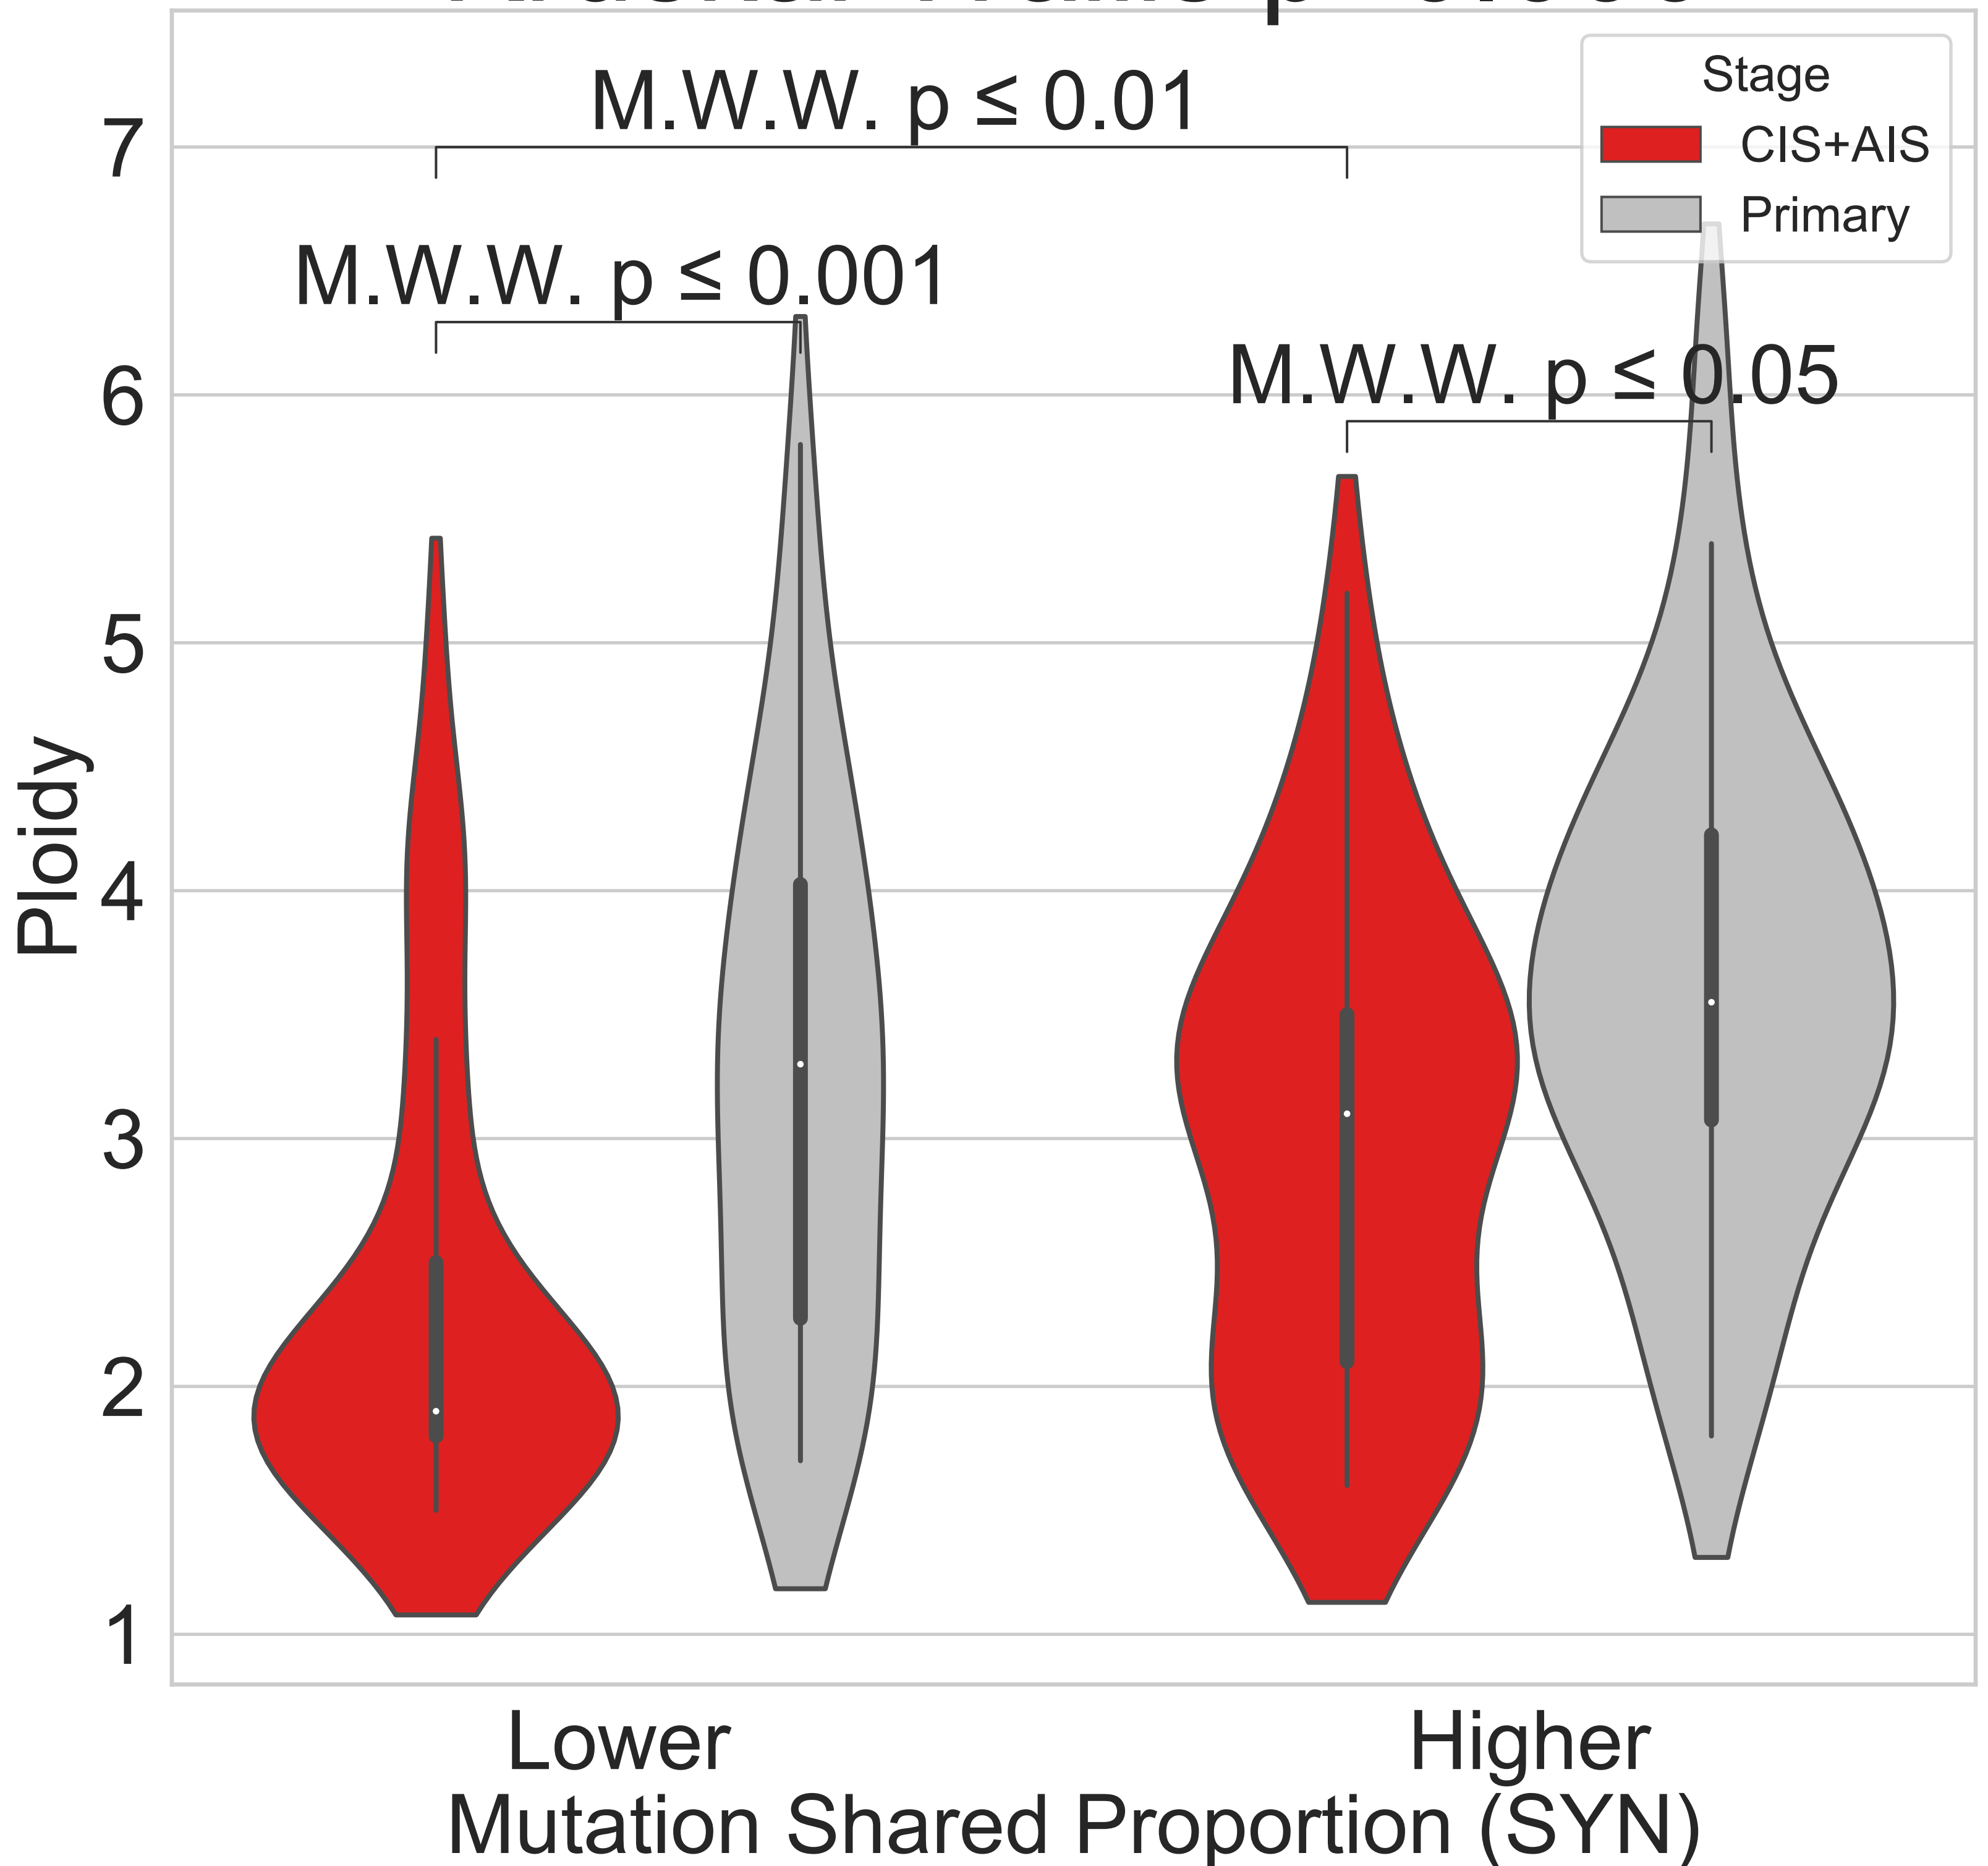 M.W.W. p ≤ 0.01
Stage
CIS+AIS
Primary
M.W.W. p ≤ 0.001
M.W.W. p ≤ 0.05
7
6
5
4
3
2
1
Ploidy
Lower
Higher
Mutation Shared Proportion (SYN)